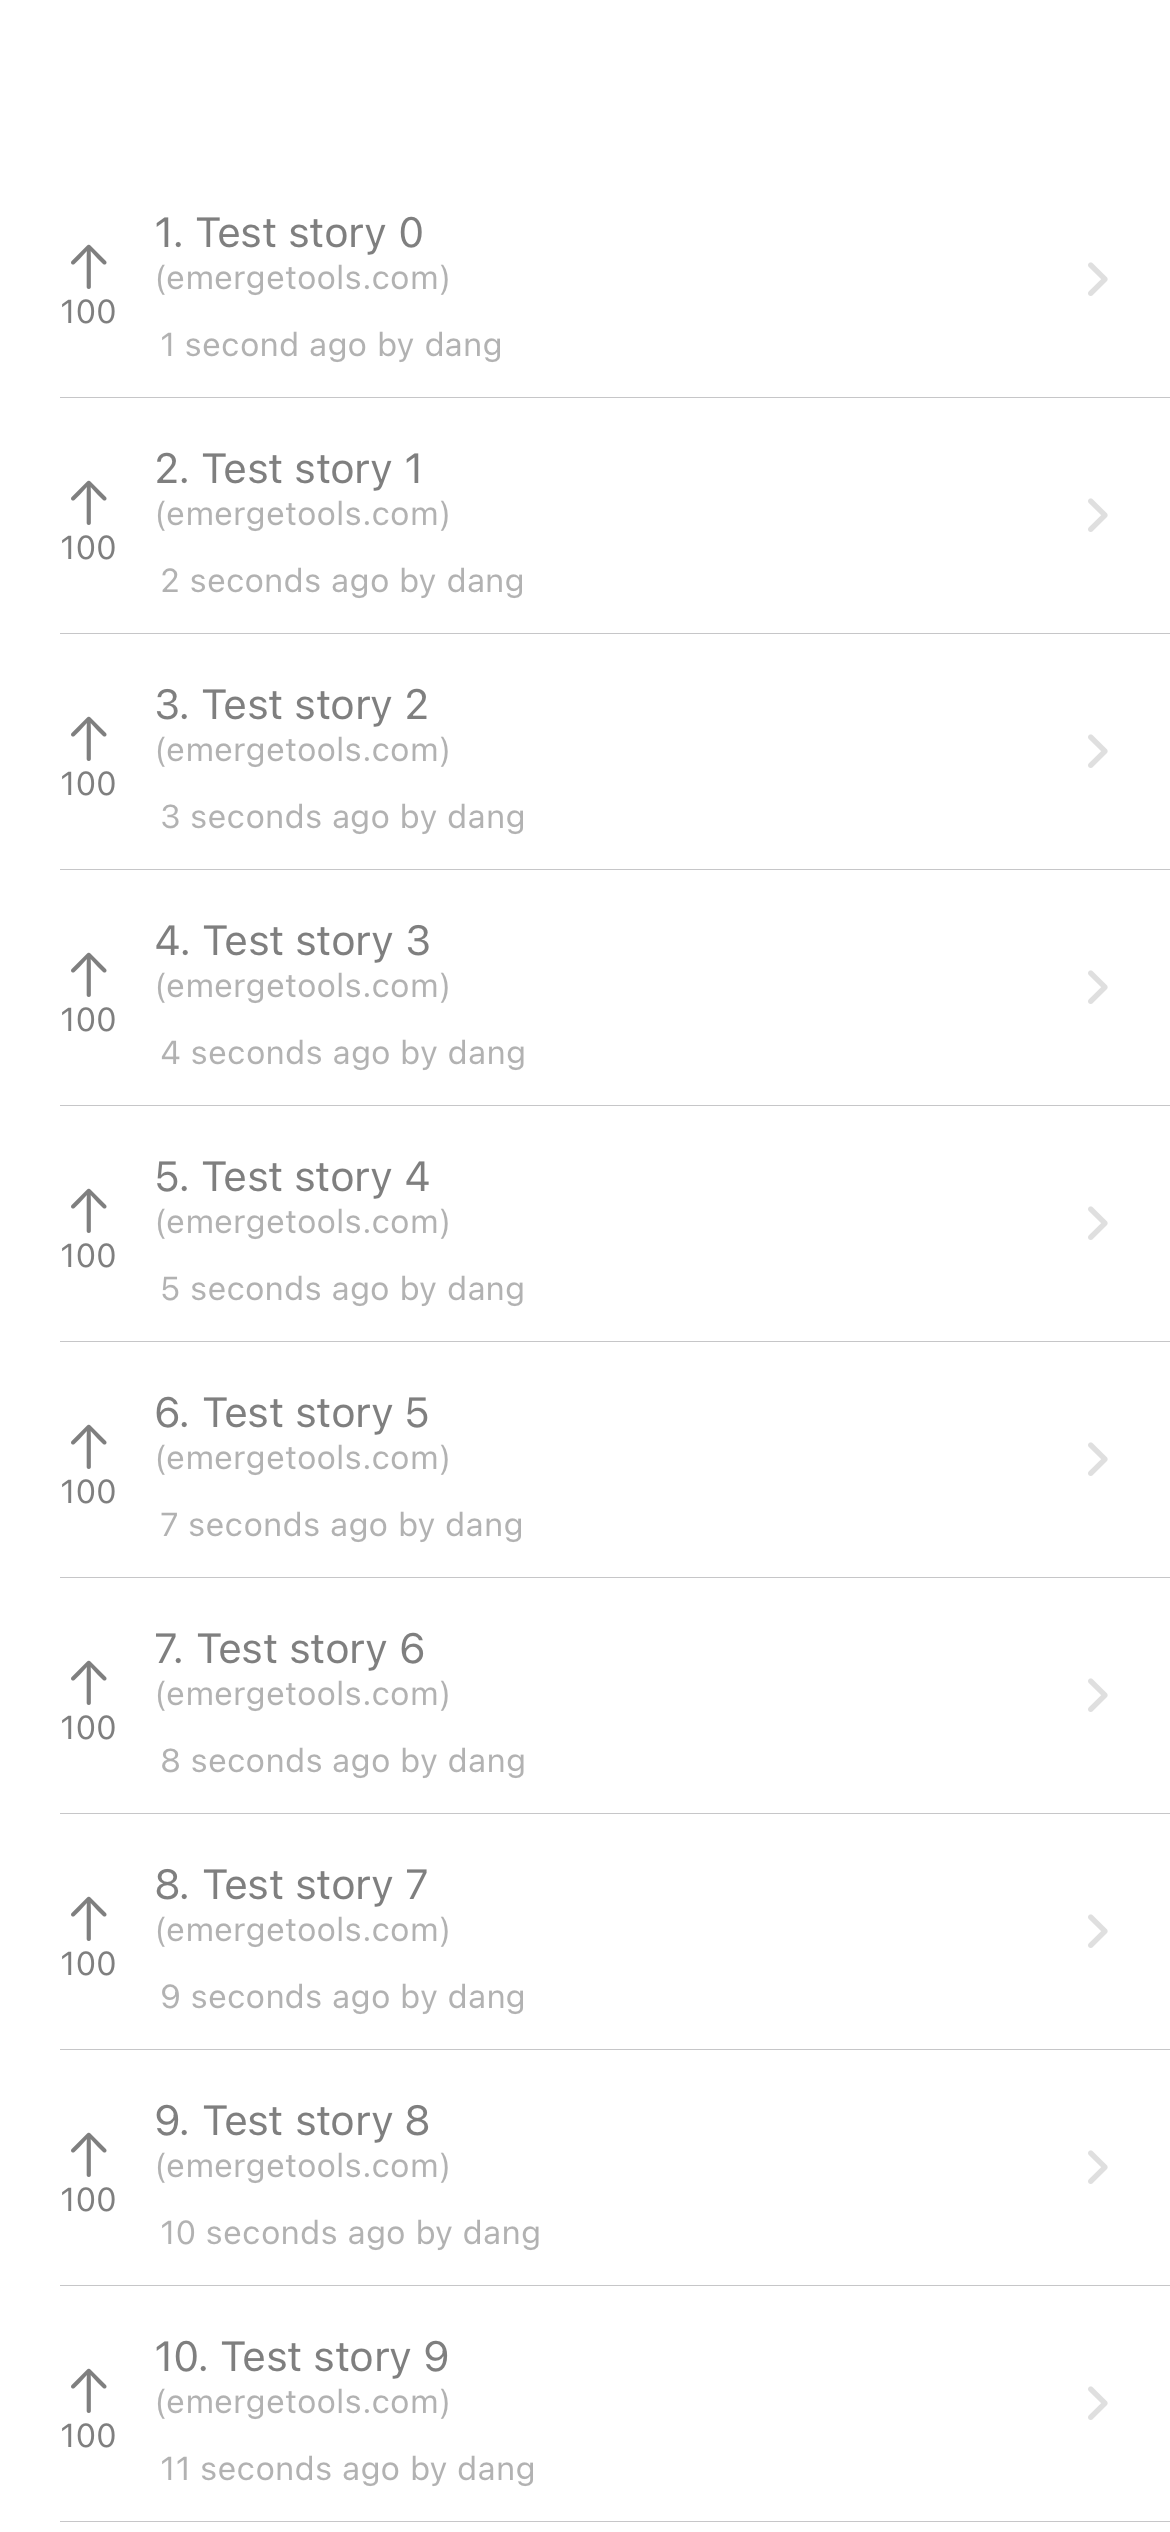 1. Test story 0
(emergetools.com)
100
1 second ago by dang
2. Test story 1
(emergetools.com)
100
2 seconds ago by dang
3. Test story 2
(emergetools.com)
100
3 seconds ago by dang
4. Test story 3
(emergetools.com)
100
4 seconds ago by dang
5. Test story 4
(emergetools.com)
100
5 seconds ago by dang
6. Test story 5
(emergetools.com)
100
7 seconds ago by dang
7. Test story 6
(emergetools.com)
100
8 seconds ago by dang
8. Test story 7
(emergetools.com)
100
9 seconds ago by dang
9. Test story 8
(emergetools.com)
100
10 seconds ago by dang
10. Test story 9
(emergetools.com)
100
11 seconds ago by dang